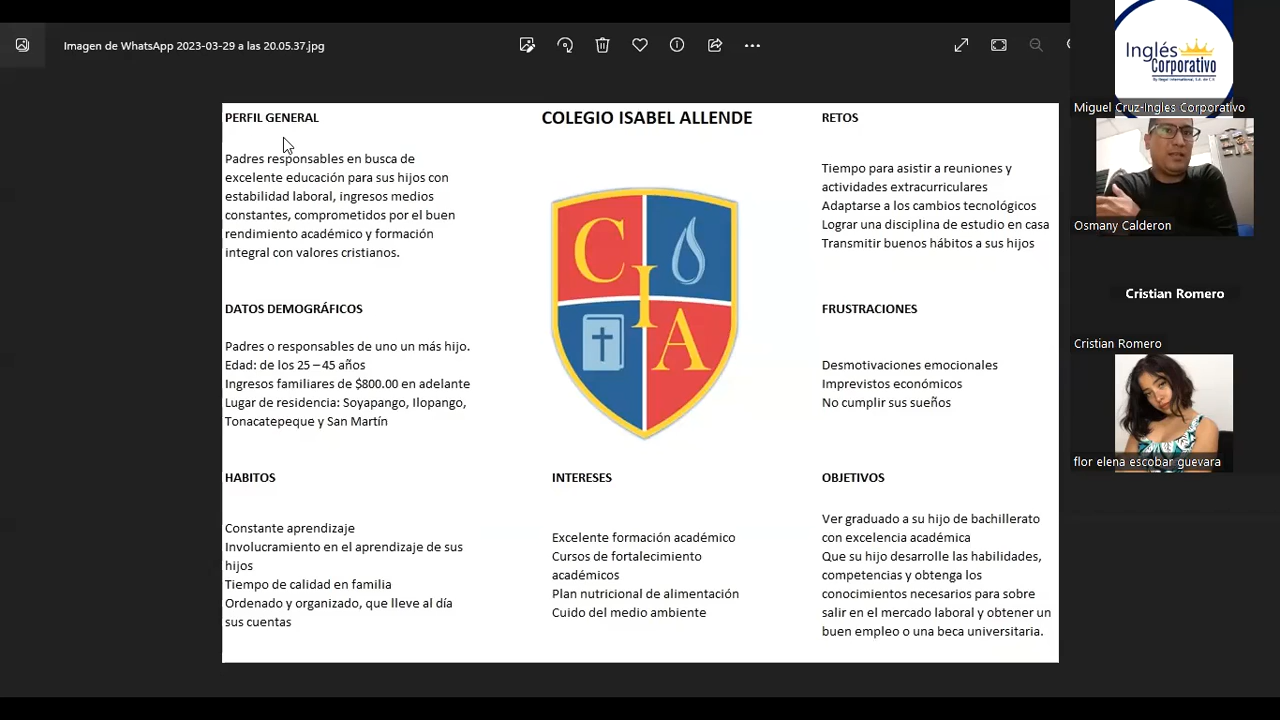 Imagen de WhatsApp 2023-03-29 a las 20.05.37.jpg
PERFIL GENERAL
Padres responsables en busca de
excelente educación para sus hijos con
estabilidad laboral, ingresos medios
constantes, comprometidos por el buen
rendimiento académico y formación
integral con valores cristianos.
DATOS DEMOGRÁFICOS
Padres o responsables de uno un más hijo.
Edad: de los 25 – 45 años
Ingresos familiares de $800.00 en adelante
Lugar de residencia: Soyapango, Ilopango,
Tonacatepeque y San Martín
HABITOS
Constante aprendizaje
Involucramiento en el aprendizaje de sus
hijos
Tiempo de calidad en familia
Ordenado y organizado, que lleve al día
sus cuentas
COLEGIO ISABEL ALLENDE
C
I
A
INTERESES
Excelente formación académico
Cursos de fortalecimiento
académicos
Plan nutricional de alimentación
Cuido del medio ambiente
RETOS
Tiempo para asistir a reuniones y
actividades extracurriculares
Adaptarse a los cambios tecnológicos
Lograr una disciplina de estudio en casa
Transmitir buenos hábitos a sus hijos
FRUSTRACIONES
Desmotivaciones emocionales
Imprevistos económicos
No cumplir sus sueños
OBJETIVOS
Ver graduado a su hijo de bachillerato
con excelencia académica
Que su hijo desarrolle las habilidades,
competencias y obtenga los
conocimientos necesarios para sobre
salir en el mercado laboral y obtener un
buen empleo o una beca universitaria.
Inglés
Corporativo
Miguel Cruz-Ingles Corporativo
Osmany Calderon
Cristian Romero
Cristian Romero
flor elena escobar guevara